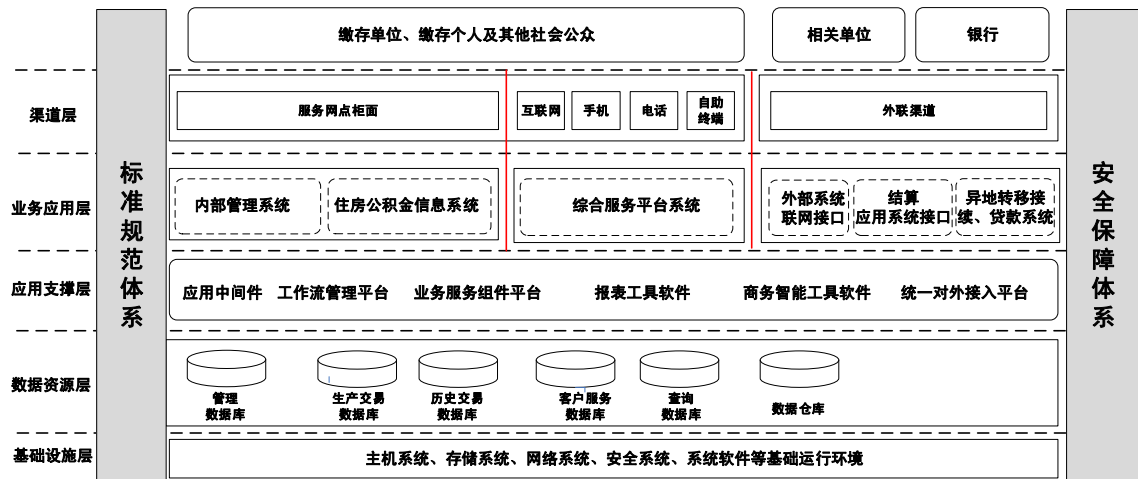 缴存单位、缴存个人及其他社会公众
相关单位
银行
渠道层
服务网点柜面
互联网
手机
电话
自助
终端
外联渠道
标准规范体系
安全保障体系
业务应用层
内部管理系统
住房公积金信息系统
综合服务平台系统
外部系统
联网接口
结算
应用系统接口
异地转移接
续、贷款系统
应用支撑层
应用中间件
工作流管理平台
业务服务组件平台
报表工具软件
商务智能工具软件
统一对外接入平台
数据资源层
管理
数据库
生产交易
数据库
历史交易
数据库
客户服务
数据库
查询
数据库
数据仓库
基础设施层
主机系统、存储系统、网络系统、安全系统、系统软件等基础运行环境